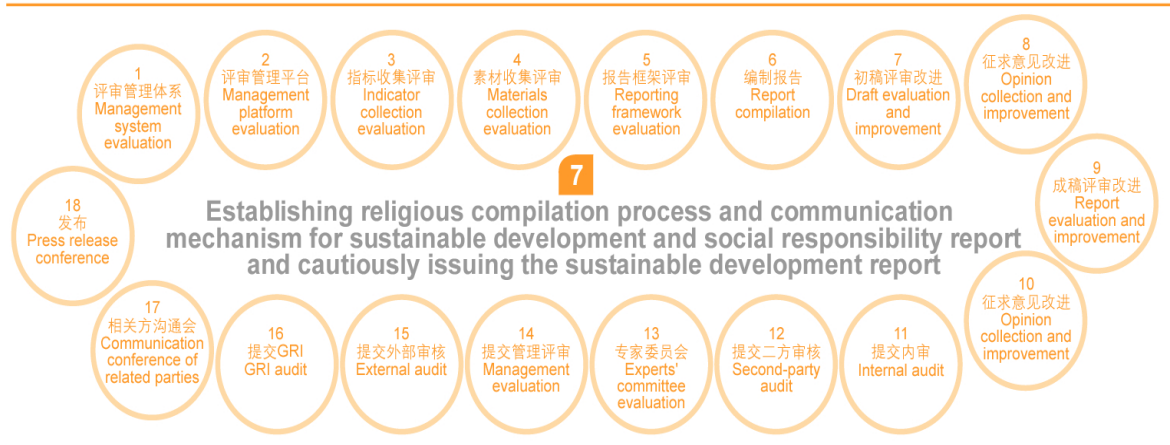 1
评审管理体系
Management
system
evaluation
2
评审管理平台
Management
platform
evaluation
3
指标收集评审
Indicator
collection
evaluation
4
素材收集评审
Materials
collection
evaluation
5
报告框架评审
Reporting
framework
evaluation
6
编制报告
Report
compilation
7
初稿评审改进
Draft evaluation
and
improvement
8
征求意见改进
Opinion
collection and
improvement
9
成稿评审改进
Report
evaluation and
improvement
10
征求意见改进
Opinion
collection and
improvement
11
提交内审
Internal audit
12
提交二方审核
Second-party
audit
13
专家委员会
Experts'
committee
evaluation
14
提交管理评审
Management
evaluation
15
提交外部审核
External audit
16
提交GRI
GRI audit
17
相关方沟通会
Communication
conference of
related parties
18
发布
Press release
conference
7
Establishing religious compilation process and communication
mechanism for sustainable development and social responsibility report
and cautiously issuing the sustainable development report